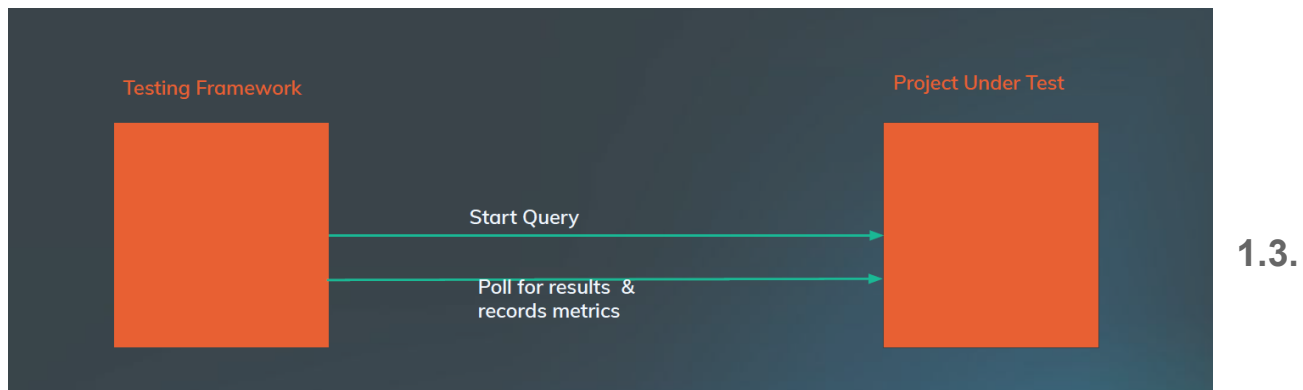 Testing Framework
Project Under Test
Start Query
Poll for results &
records metrics
1.3.